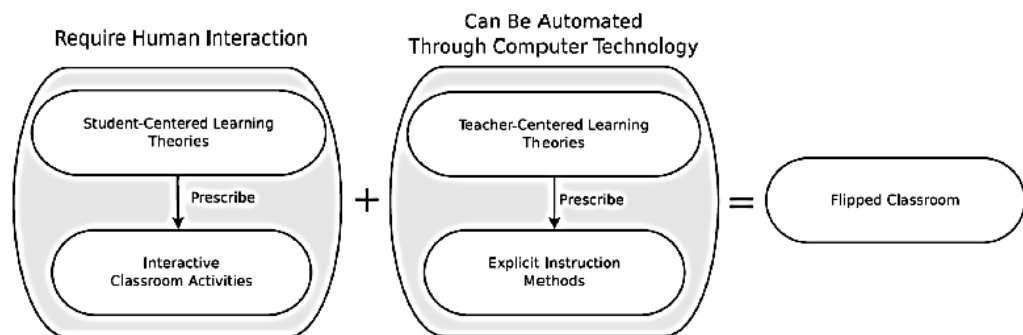 Require Human Interaction
Can Be Automated
Through Computer Technology
Student-Centered Learning
Theories
Prescribe
Interactive
Classroom Activities
+
Teacher-Centered Learning
Theories
Prescribe
Explicit Instruction
Methods
=
Flipped Classroom